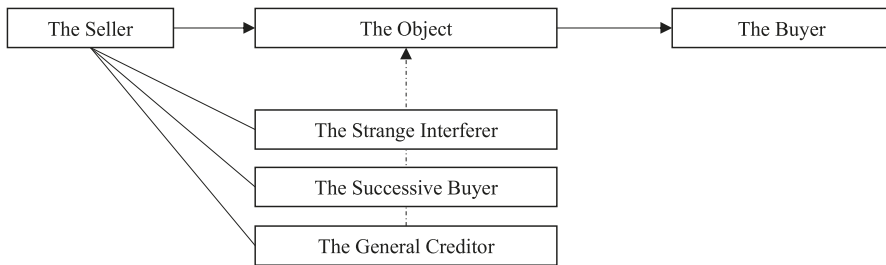 The Seller
The Object
The Buyer
The Strange Interferer
The Successive Buyer
The General Creditor